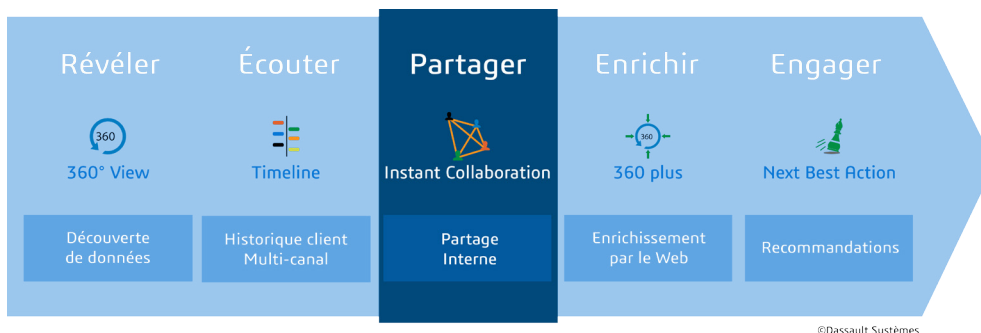 Révéler
Écouter
Partager
Enrichir
Engager
360
360
360° View
Timeline
Instant Collaboration
360 plus
Next Best Action
Découverte
de données
Historique client
Multi-canal
Partage
Interne
Enrichissement
par le Web
Recommandations
©Dassault Systèmes